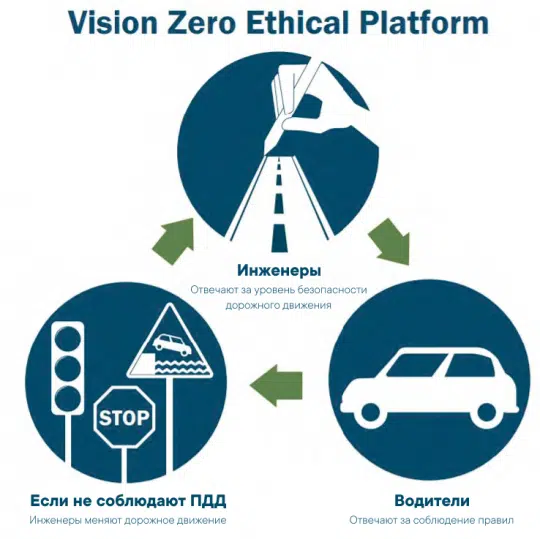 Vision Zero Ethical Platform
Инженеры
Отвечают за уровень безопасности
дорожного движения
STOP
Если не соблюдают ПДД
Инженеры меняют дорожное движение
Водители
Отвечают за соблюдение правил